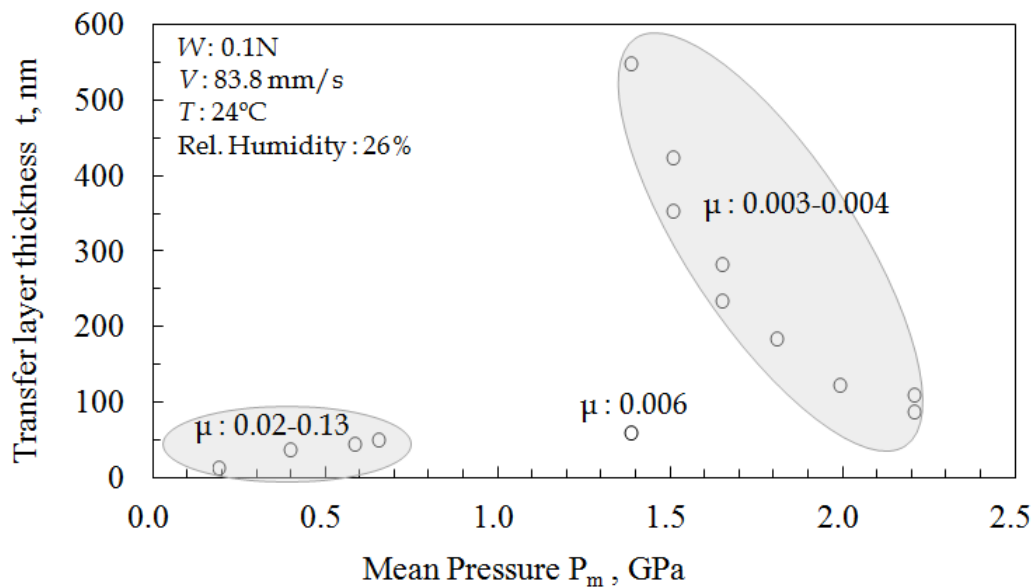 600
500
400
300
200
100
0
Transfer layer thickness t, nm
W: 0.1N
V: 83.8 mm/s
T: 24ºC
Rel. Humidity: 26%
μ: 0.003-0.004
μ: 0.006
μ: 0.02-0.13
0.0 0.5 1.0 1.5 2.0 2.5
Mean Pressure Pm , GPa